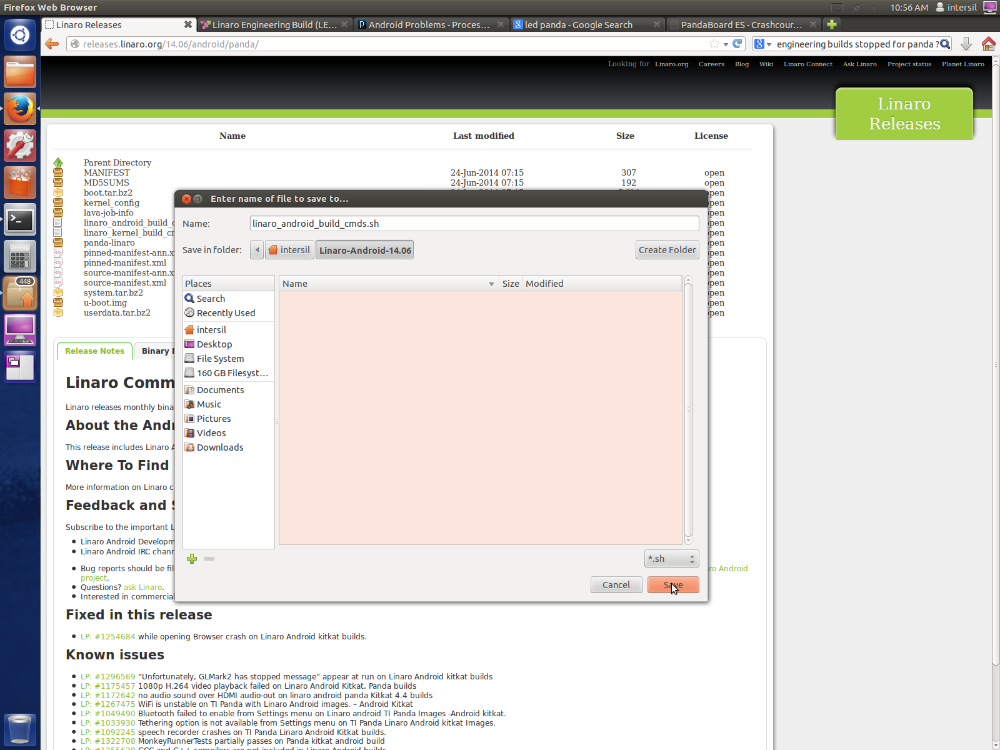 Firefox Web Browser
10:56 AM intersil
Linaro Releases
Linaro Engineering Build (LE...
Android Problems - Proces...
led panda - Google Search
PandaBoard ES - Crashcour...
releases.linaro.org/14.06/android/panda/
engineering builds stopped for panda ?
Looking for Linaro.org Careers Blog Wiki Linaro Connect Ask Linaro Project status Planet Linaro
Linaro
Releases
Name Last modified Size License
Parent Directory
MANIFEST 24-Jun-2014 07:15 307 open
MD5SUMS 24-Jun-2014 07:15 192 open
boot.tar.bz2 open
kernel_config open
lava-job-info open
linaro_android_build_c open
linaro_kernel_build_cm open
panda-linaro open
pinned-manifest-ann.x open
pinned-manifest.xml open
source-manifest-ann.x open
source-manifest.xml open
system.tar.bz2 open
u-boot.img open
userdata.tar.bz2 open
Enter name of file to save to...
Name: linaro_android_build_cmds.sh
Save in folder: intersil Linaro-Android-14.06 Create Folder
Places
Name Size Modified
Search
Recently Used
intersil
Desktop
File System
160 GB Filesyst...
Documents
Music
Pictures
Videos
Downloads
*.sh
Cancel Save
448
Release Notes Binary I
Linaro Comm
Linaro releases monthly bina
About the Andr
This release includes Linaro A
Where To Find
More information on Linaro c
Feedback and S
Subscribe to the important L
Linaro Android Developm
Linaro Android IRC chann
Bug reports should be fil ro Android
project.
Questions? ask Linaro.
Interested in commercial
Fixed in this release
LP: #1254684 while opening Browser crash on Linaro Android kitkat builds.
Known issues
LP: #1296569 “Unfortunately, GLMark2 has stopped message” appear at run on Linaro Android kitkat builds
LP: #1175457 1080p H.264 video playback failed on Linaro Android Kitkat, Panda builds
LP: #1172642 no audio sound over HDMI audio-out on linaro android panda Kitkat 4.4 builds
LP: #1267475 WiFi is unstable on TI Panda with Linaro Android images. – Android Kitkat
LP: #1049490 Bluetooth failed to enable from Settings menu on Linaro android TI Panda Images -Android kitkat.
LP: #1033930 Tethering option is not available from Settings menu on TI Panda Linaro Android kitkat Images.
LP: #1092245 speech recorder crashes on TI Panda Linaro Android Kitkat builds.
LP: #1322708 MonkeyRunnerTests partially passes on Panda kitkat android build
LP: #1255629 GCC and G++ compilers are not included in Linaro Android builds